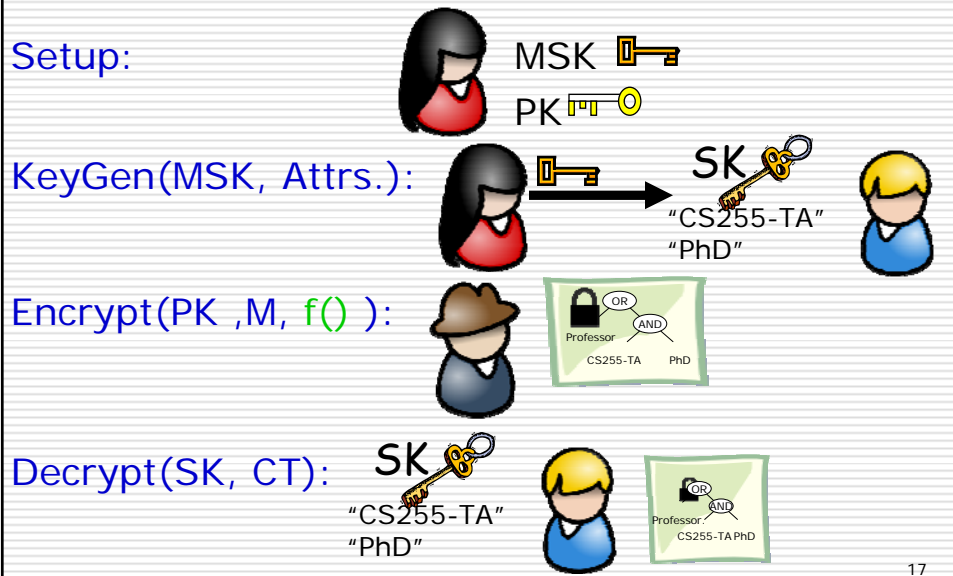 Setup:
MSK
PK
KeyGen(MSK, Attrs.):
SK
"CS255-TA"
"PhD"
Encrypt(PK ,M, f() ):
OR
AND
Professor
CS255-TA PhD
Decrypt(SK, CT):
SK
"CS255-TA"
"PhD"
OR
AND
Professor.
CS255-TA PhD
17